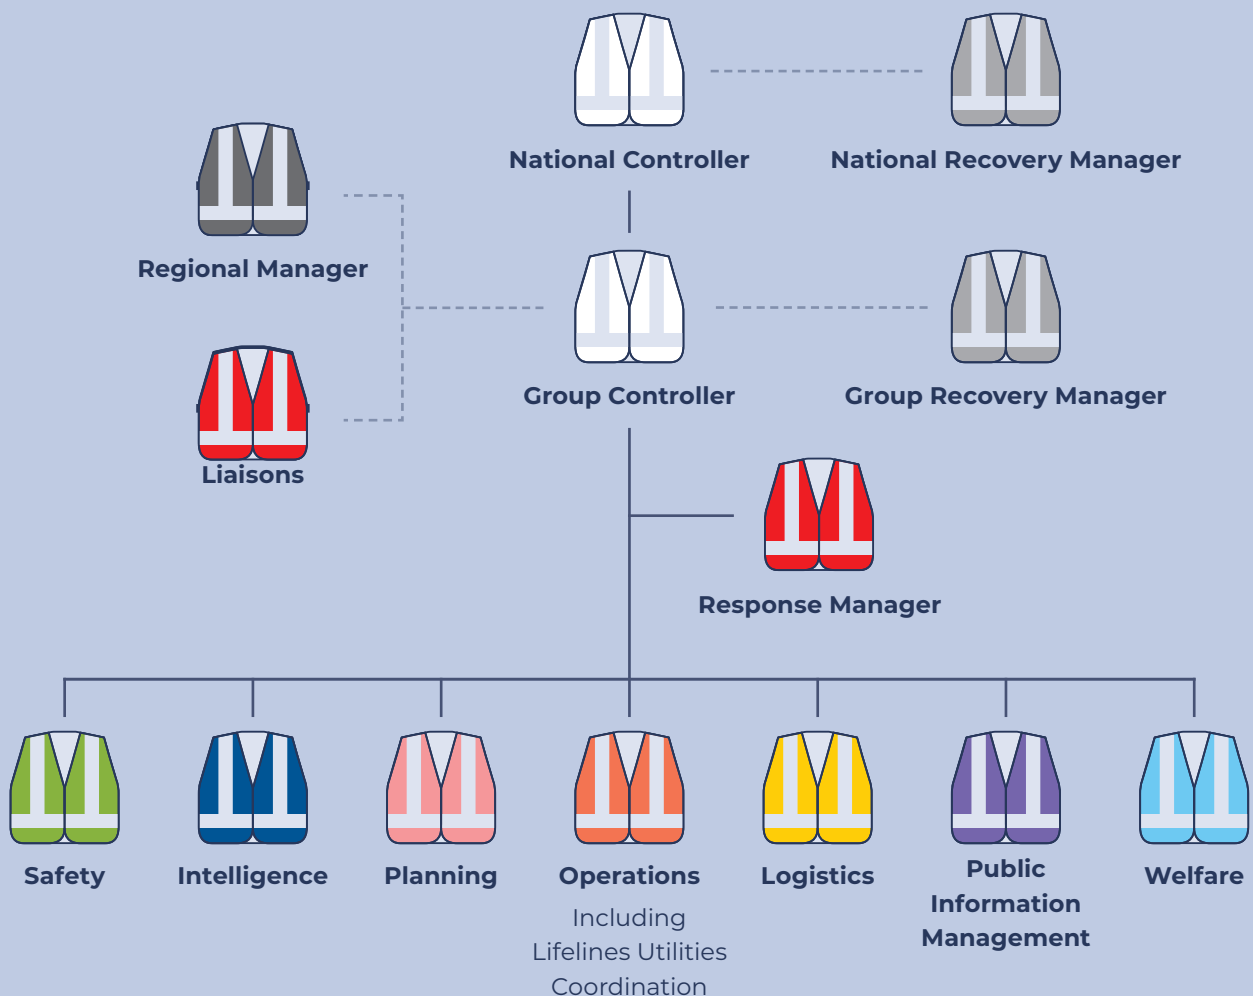 National Controller
National Recovery Manager
Regional Manager
Group Controller
Group Recovery Manager
Liaisons
Response Manager
Safety
Intelligence
Planning
Operations
Including
Lifelines Utilities
Coordination
Logistics
Public
Information
Management
Welfare